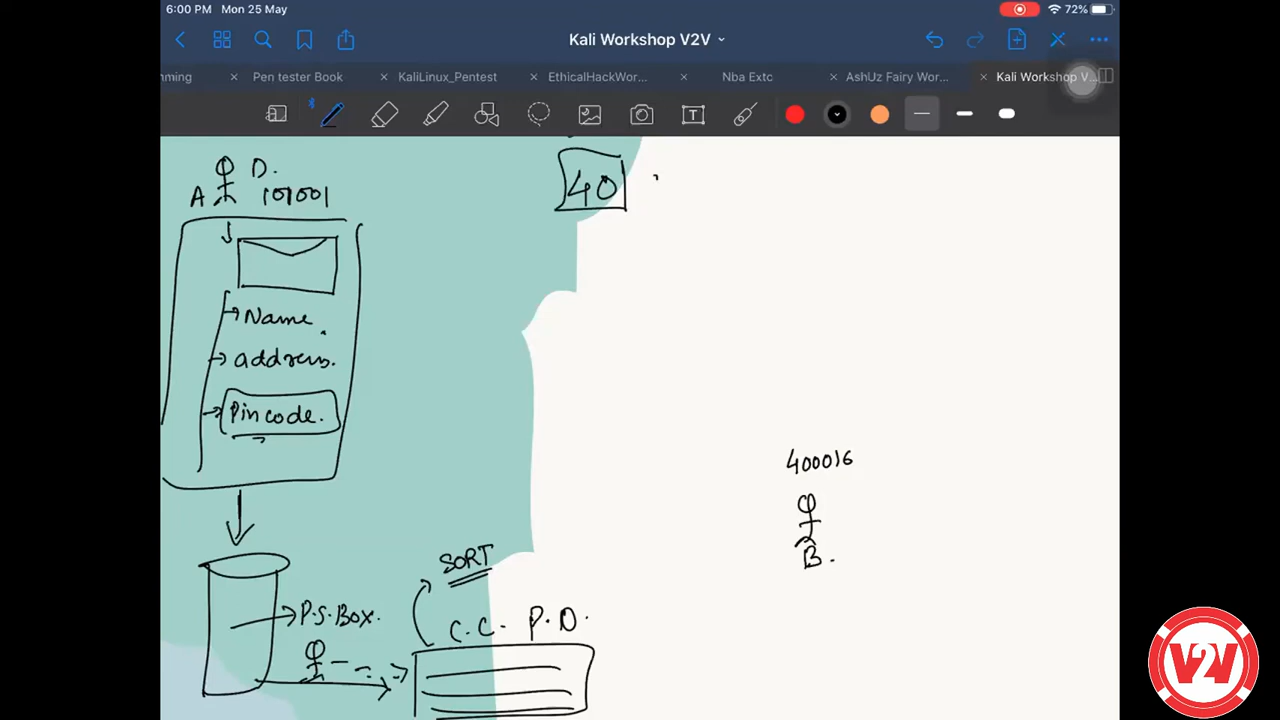 6:00 PM Mon 25 May
72%
Kali Workshop V2V
mming
Pen tester Book
KaliLinux_Pentest
EthicalHackWor...
Nba Extc
AshUz Fairy Wor...
Kali Workshop V...
T
D.
A 101001
40
Name
address.
Pincode.
400016
B.
SORT
P.S.Box.
C.C. P.D.
V2V